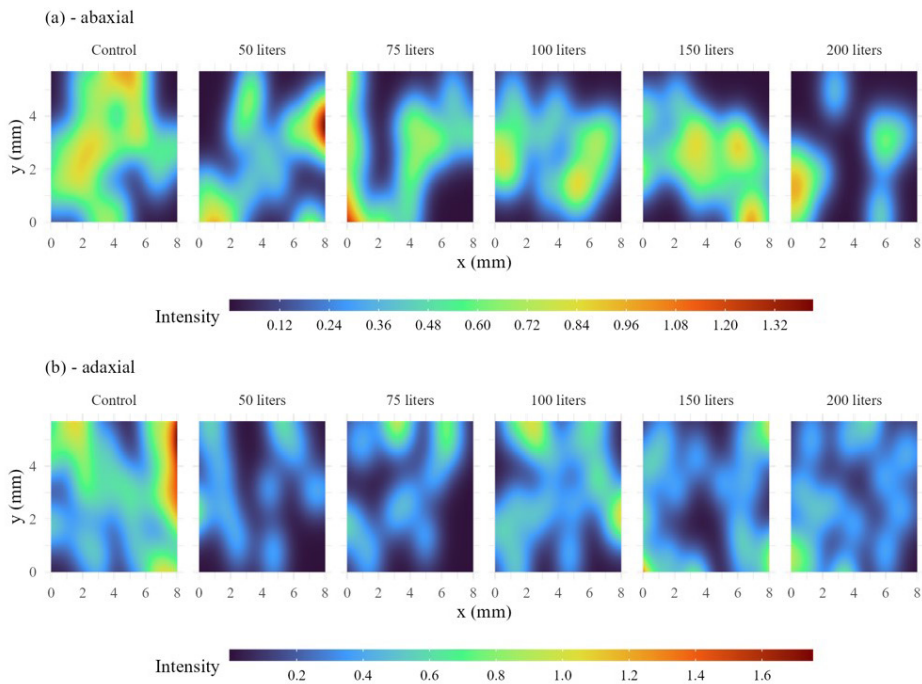 (a) - abaxial
Control 50 liters 75 liters 100 liters 150 liters 200 liters
y (mm)
4
2
0
0 2 4 6 8 0 2 4 6 8 0 2 4 6 8 0 2 4 6 8 0 2 4 6 8 0 2 4 6 8
x (mm)
Intensity
0.12 0.24 0.36 0.48 0.60 0.72 0.84 0.96 1.08 1.20 1.32
(b) - adaxial
Control 50 liters 75 liters 100 liters 150 liters 200 liters
y (mm)
4
2
0
0 2 4 6 8 0 2 4 6 8 0 2 4 6 8 0 2 4 6 8 0 2 4 6 8 0 2 4 6 8
x (mm)
Intensity
0.2 0.4 0.6 0.8 1.0 1.2 1.4 1.6